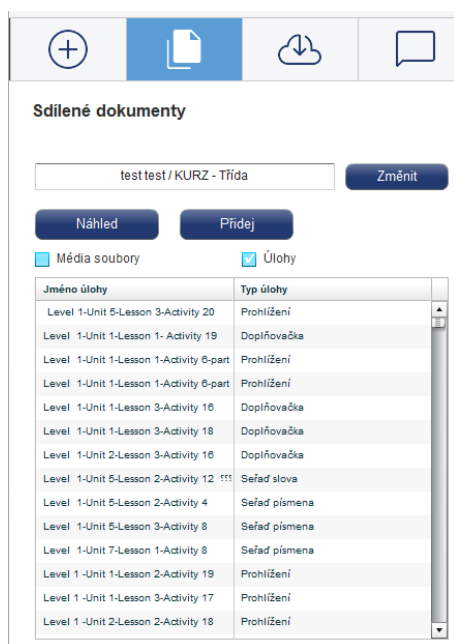 Sdílené dokumenty
test test / KURZ - Třída
Změnit
Náhled
Přidej
Média soubory
Úlohy
Jméno úlohy Typ úlohy
Level 1-Unit 5-Lesson 3-Activity 20 Prohlížení
Level 1-Unit 1-Lesson 1- Activity 19 Doplňovačka
Level 1-Unit 1-Lesson 1-Activity 6-part Prohlížení
Level 1-Unit 1-Lesson 1-Activity 6-part Prohlížení
Level 1-Unit 1-Lesson 3-Activity 16 Doplňovačka
Level 1-Unit 1-Lesson 3-Activity 18 Doplňovačka
Level 1-Unit 2-Lesson 3-Activity 16 Doplňovačka
Level 1-Unit 5-Lesson 2-Activity 12 Seřaď slova
Level 1-Unit 5-Lesson 2-Activity 4 Seřaď písmena
Level 1-Unit 5-Lesson 3-Activity 8 Seřaď písmena
Level 1-Unit 7-Lesson 1-Activity 8 Seřaď písmena
Level 1 -Unit 1-Lesson 2-Activity 19 Prohlížení
Level 1 -Unit 1-Lesson 3-Activity 17 Prohlížení
Level 1 -Unit 2-Lesson 2-Activity 18 Prohlížení